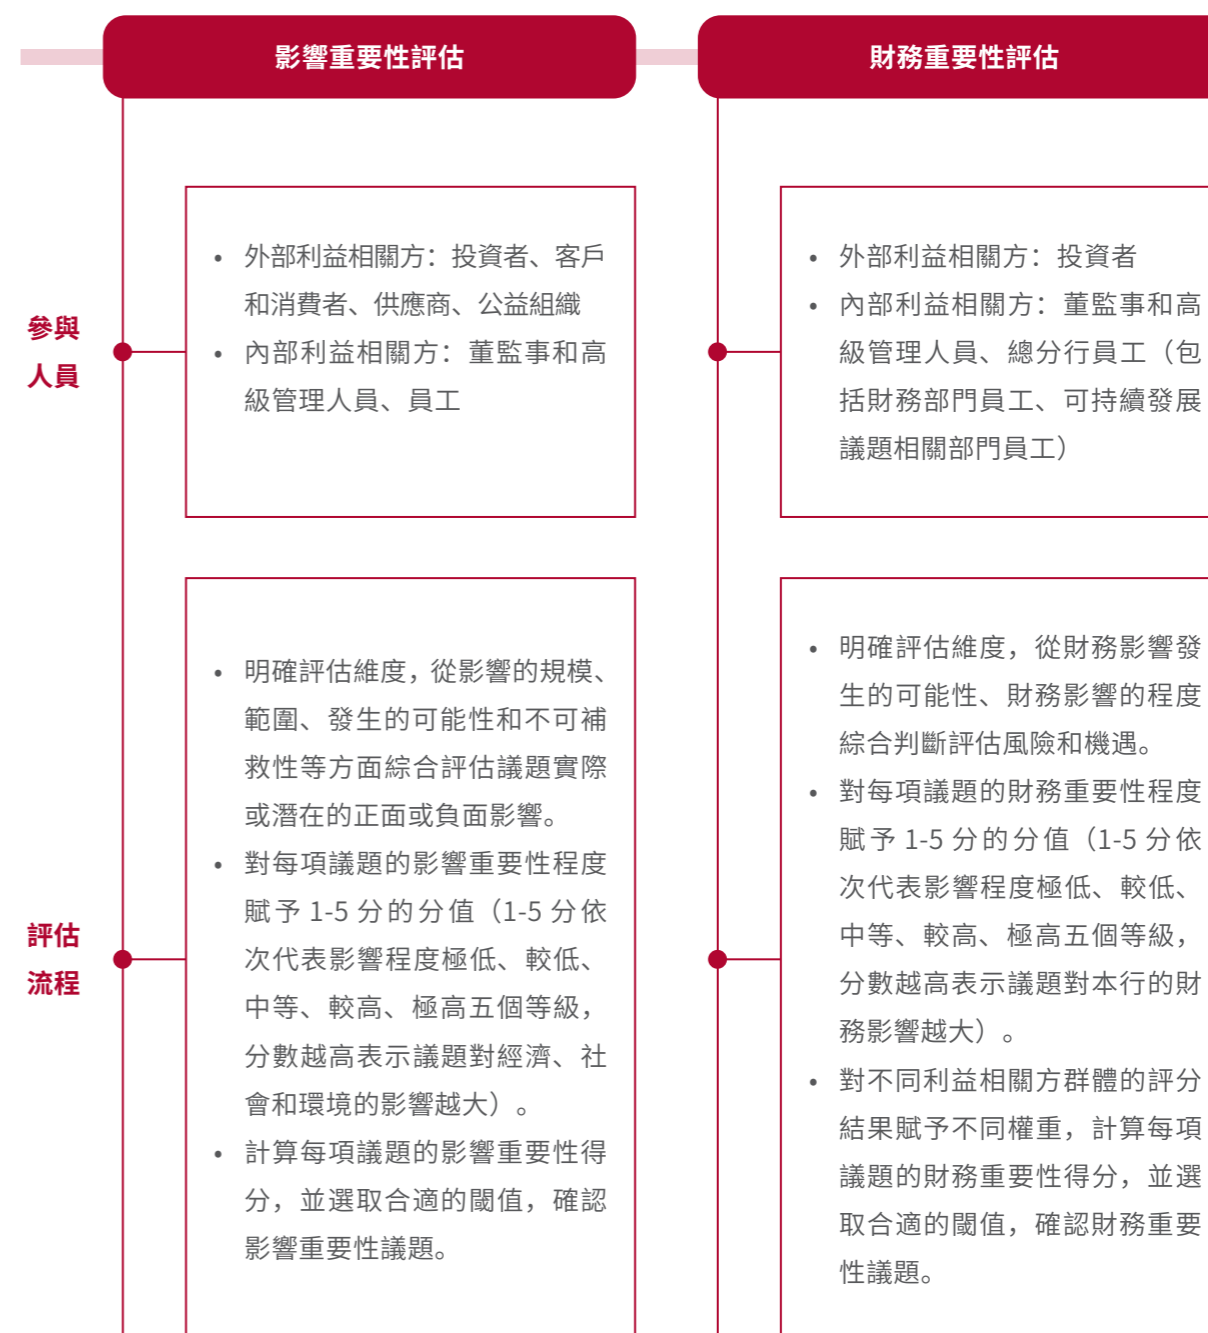 影響重要性評估
財務重要性評估
參與
人員
• 外部利益相關方：投資者、客戶
和消費者、供應商、公益組織
• 內部利益相關方：董監事和高
級管理人員、員工
• 外部利益相關方：投資者
• 內部利益相關方：董監事和高
級管理人員、總分行員工（包
括財務部門員工、可持續發展
議題相關部門員工）
評估
流程
• 明確評估維度，從影響的規模、
範圍、發生的可能性和不可補
救性等方面綜合評估議題實際
或潛在的正面或負面影響。
• 對每項議題的影響重要性程度
賦予 1-5 分的分值（1-5 分依
次代表影響程度極低、較低、
中等、較高、極高五個等級，
分數越高表示議題對經濟、社
會和環境的影響越大）。
• 計算每項議題的影響重要性得
分，並選取合適的閾值，確認
影響重要性議題。
• 明確評估維度，從財務影響發
生的可能性、財務影響的程度
綜合判斷評估風險和機遇。
• 對每項議題的財務重要性程度
賦予 1-5 分的分值（1-5 分依
次代表影響程度極低、較低、
中等、較高、極高五個等級，
分數越高表示議題對本行的財
務影響越大）。
• 對不同利益相關方群體的評分
結果賦予不同權重，計算每項
議題的財務重要性得分，並選
取合適的閾值，確認財務重要
性議題。